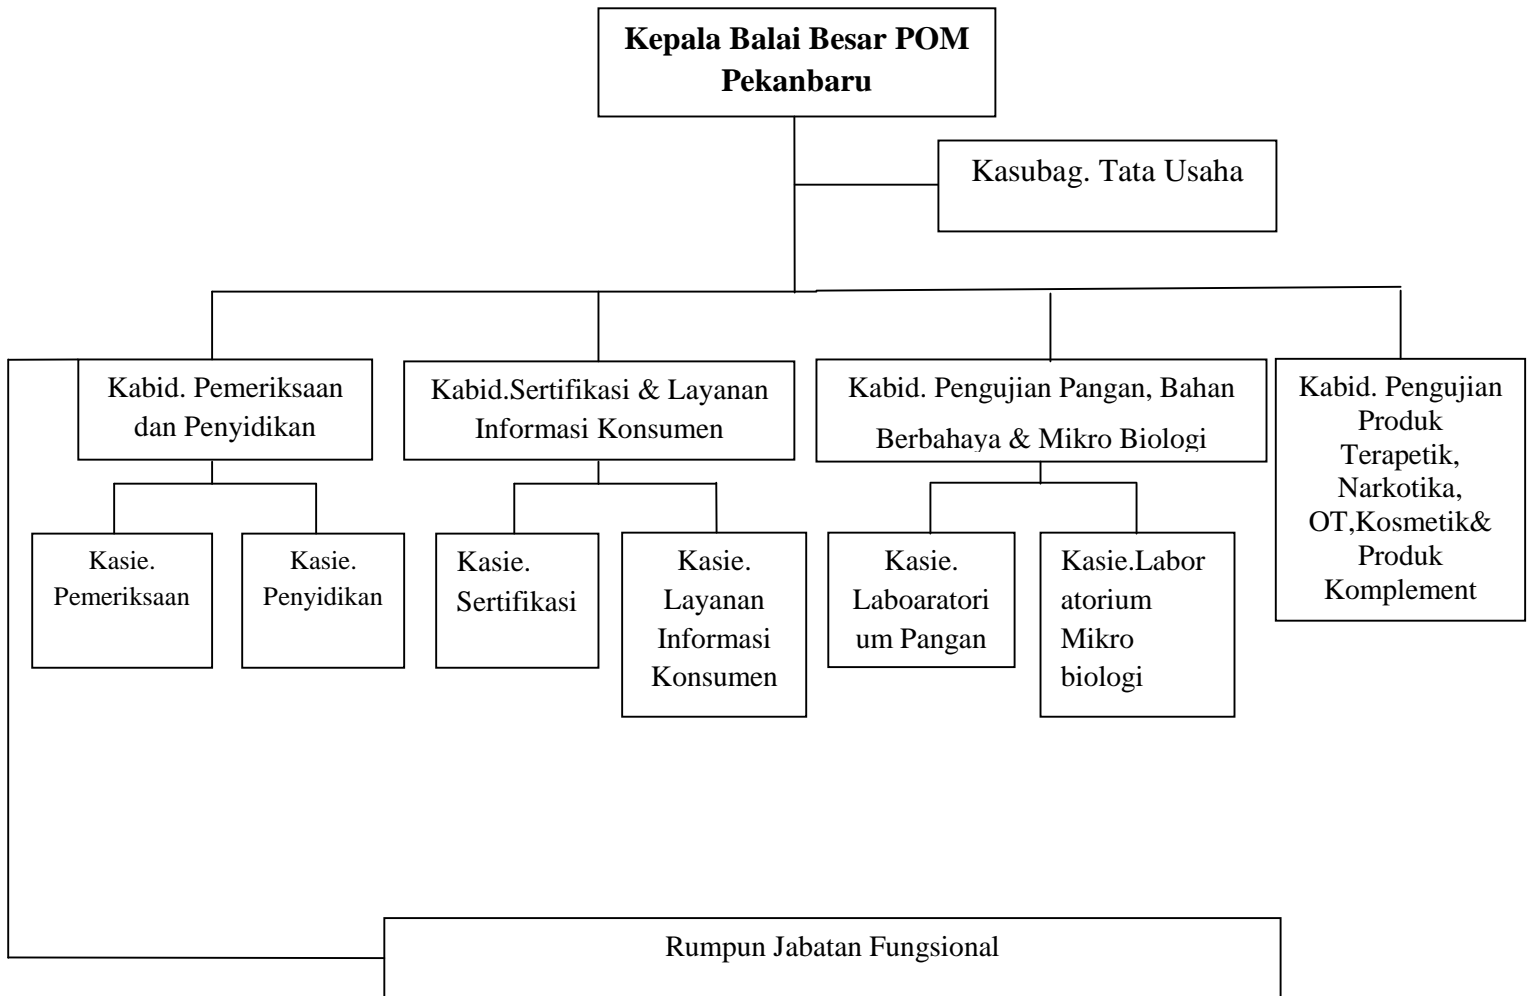 Kepala Balai Besar POM
Pekanbaru
Kasubag. Tata Usaha
Kabid. Pemeriksaan
dan Penyidikan
Kabid.Sertifikasi & Layanan
Informasi Konsumen
Kabid. Pengujian Pangan, Bahan
Berbahaya & Mikro Biologi
Kabid. Pengujian
Produk
Terapetik,
Narkotika,
OT,Kosmetik&
Produk
Komplement
Kasie.
Pemeriksaan
Kasie.
Penyidikan
Kasie.
Sertifikasi
Kasie.
Layanan
Informasi
Konsumen
Kasie.
Laboaratori
um Pangan
Kasie.Labor
atorium
Mikro
biologi
Rumpun Jabatan Fungsional